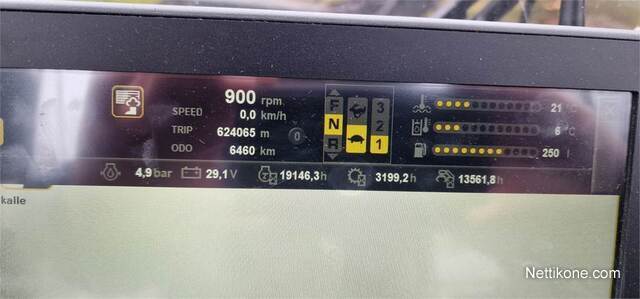 900 rpm
SPEED 0,0 km/h
TRIP 624065 m 0
ODO 6460 km
F 3
N 2
R 1
21 °C
6 °C
250 l
4,9 bar 29,1 V 19146,3 h 3199,2 h 13561,8 h
kalle
Nettikone.com